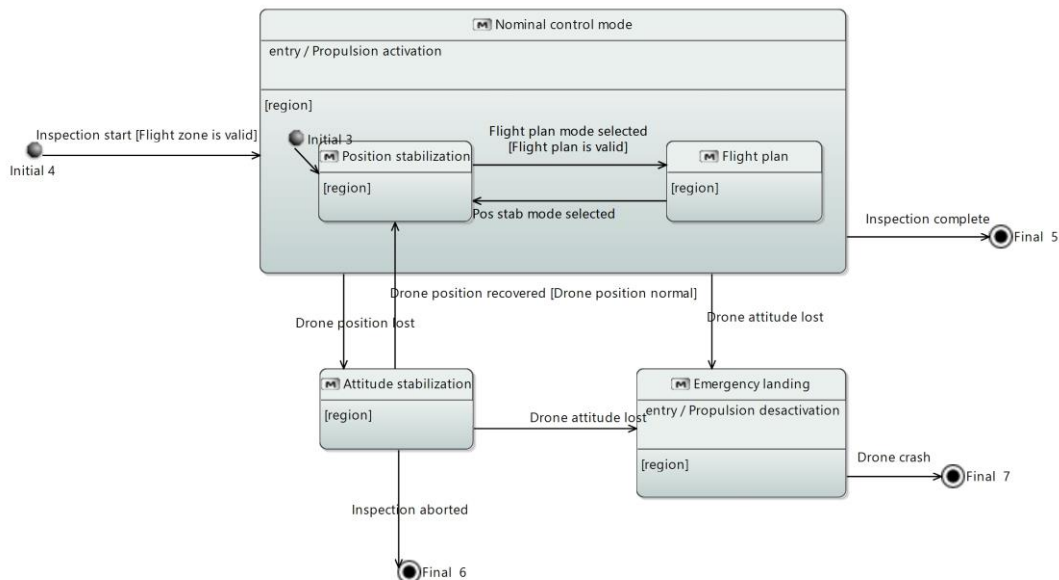 Nominal control mode
entry / Propulsion activation
[region]
Inspection start [Flight zone is valid]
Initial 4
Initial 3
Position stabilization
[region]
Flight plan mode selected
[Flight plan is valid]
Flight plan
[region]
Pos stab mode selected
Inspection complete
Final 5
Drone position recovered [Drone position normal]
Drone position lost
Drone attitude lost
Attitude stabilization
[region]
Drone attitude lost
Emergency landing
entry / Propulsion desactivation
[region]
Drone crash
Final 7
Inspection aborted
Final 6